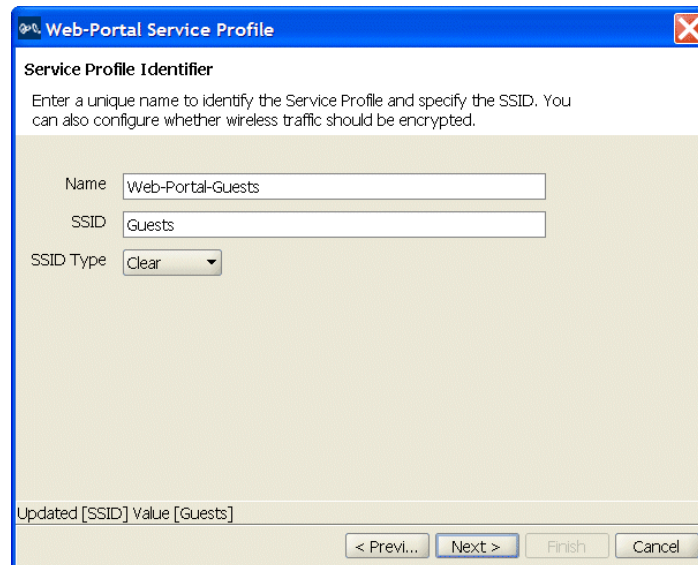 Web-Portal Service Profile
Service Profile Identifier
Enter a unique name to identify the Service Profile and specify the SSID. You
can also configure whether wireless traffic should be encrypted.
Name Web-Portal-Guests
SSID Guests
SSID Type Clear
Updated [SSID] Value [Guests]
< Previ... Next > Finish Cancel